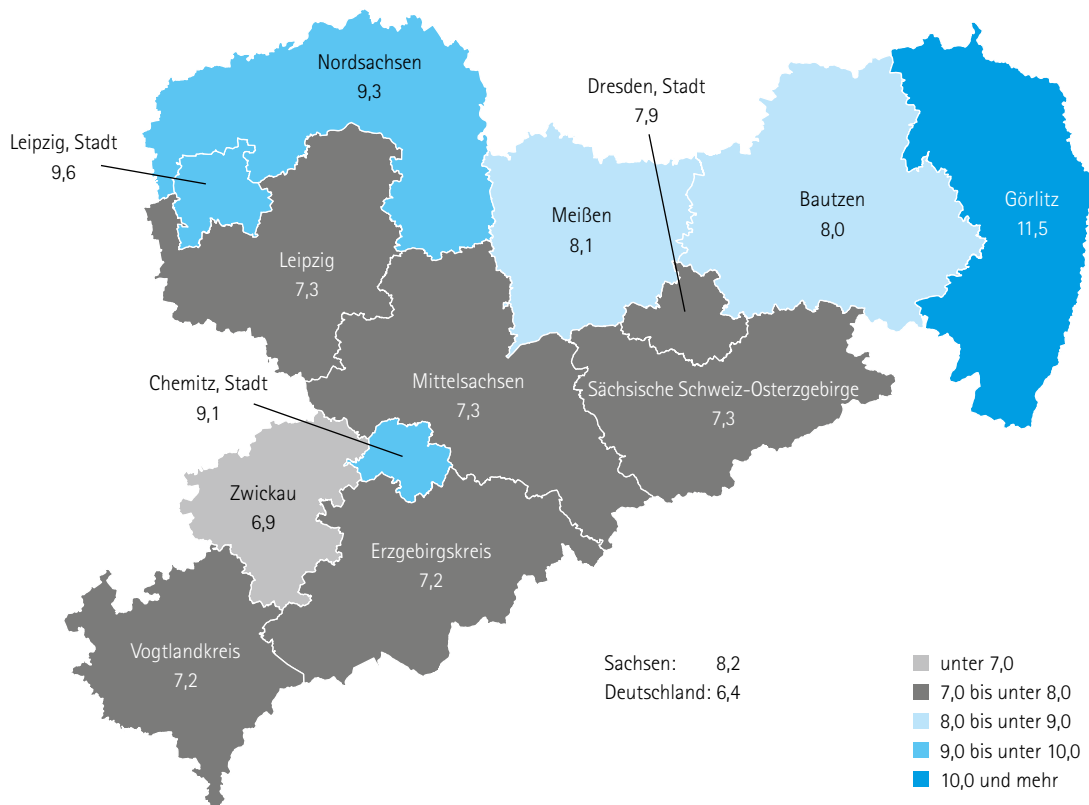 Nordsachsen
9,3
Dresden, Stadt
7,9
Leipzig, Stadt
9,6
Meißen
8,1
Bautzen
8,0
Görlitz
11,5
Leipzig
7,3
Chemitz, Stadt
9,1
Mittelsachsen
7,3
Sächsische Schweiz-Osterzgebirge
7,3
Zwickau
6,9
Erzgebirgskreis
7,2
Vogtlandkreis
7,2
Sachsen: 8,2
Deutschland: 6,4
unter 7,0
7,0 bis unter 8,0
8,0 bis unter 9,0
9,0 bis unter 10,0
10,0 und mehr